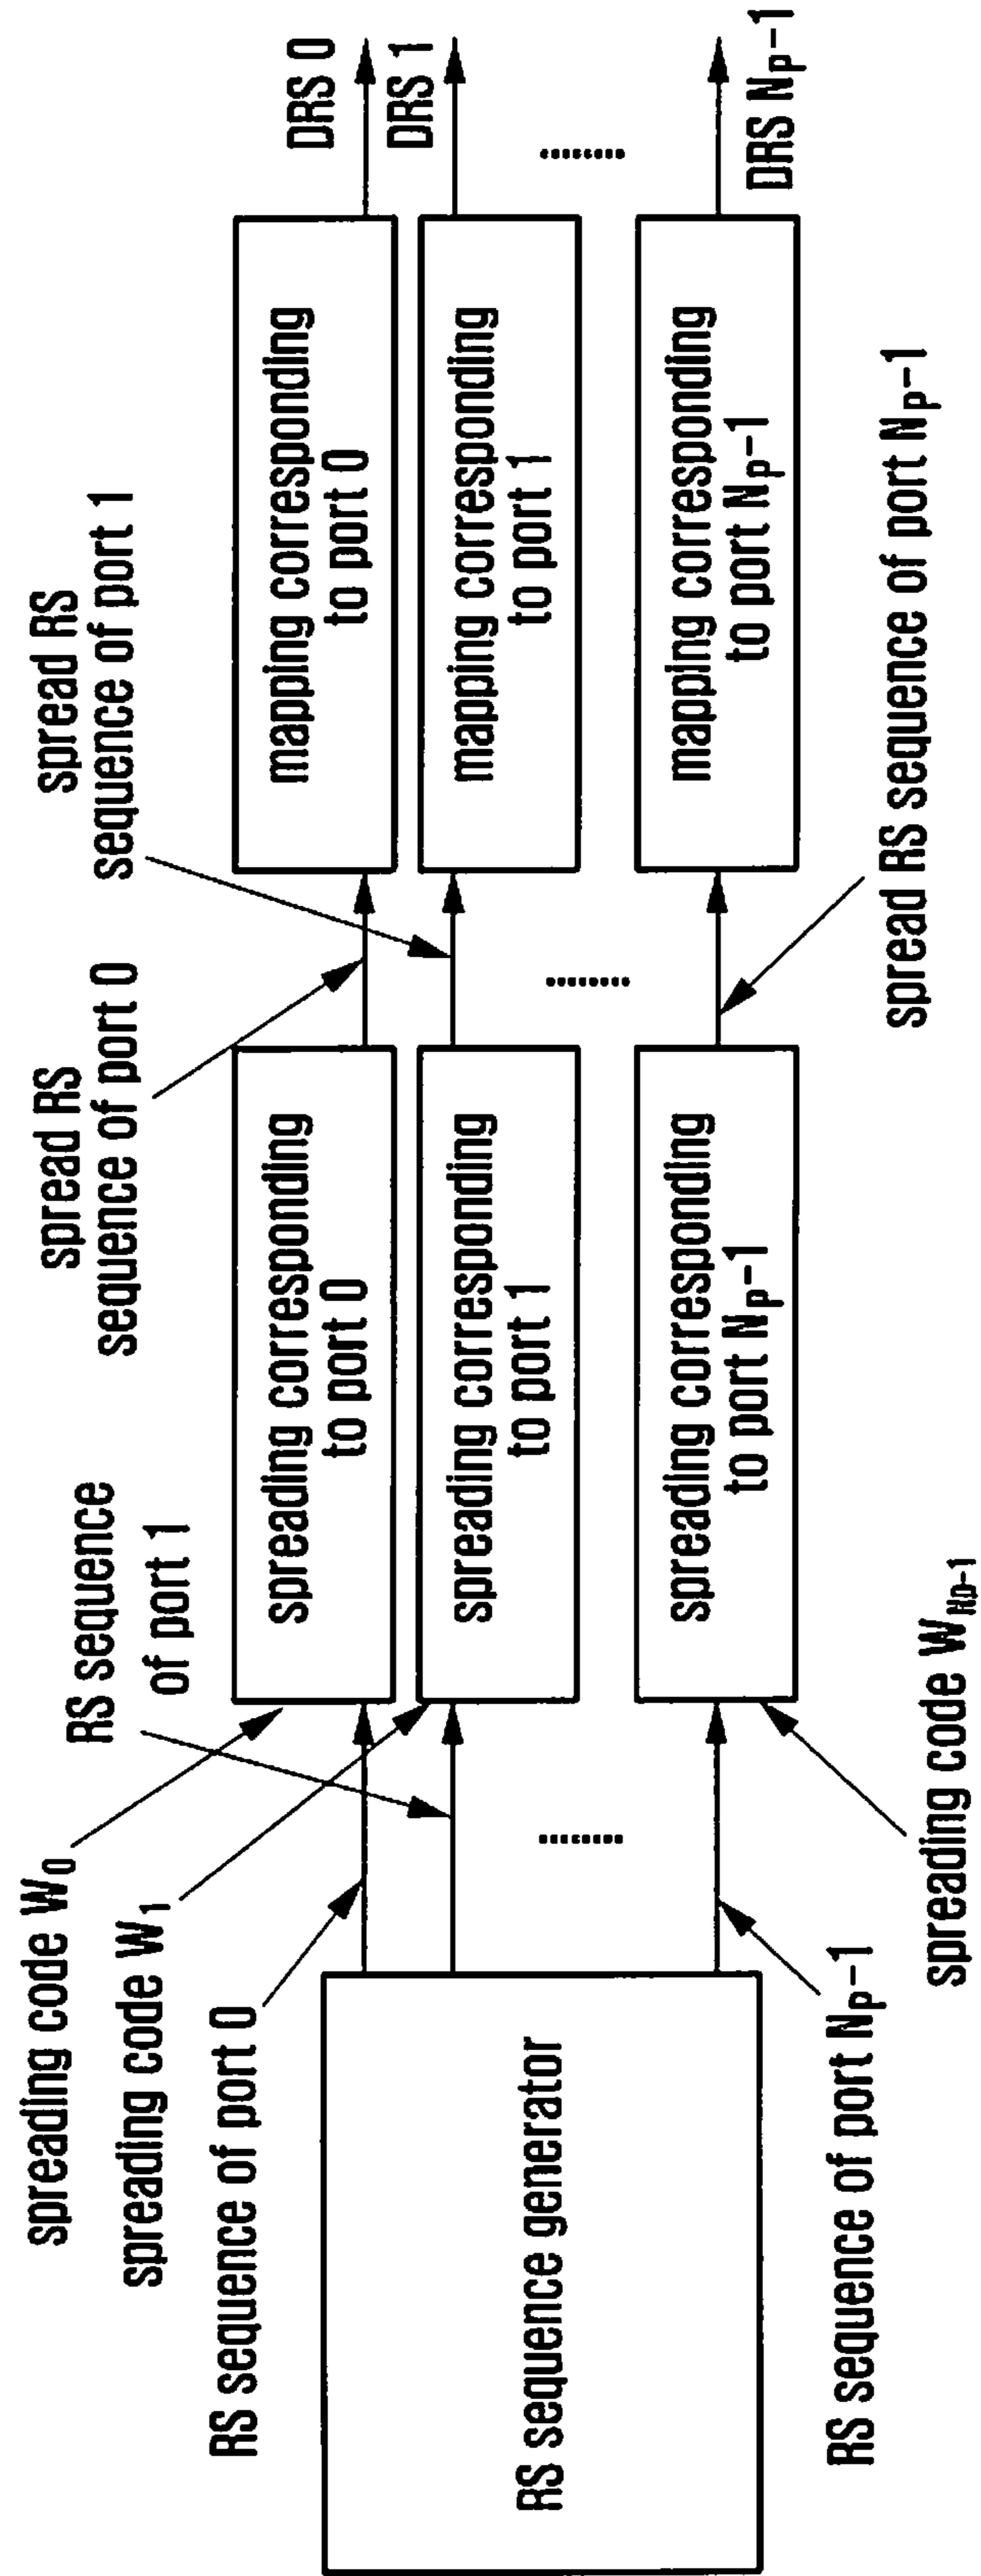 spreading code W₀
spreading code W₁
RS sequence of port 0
RS sequence
of port 1
RS sequence generator
RS sequence of port Nₚ-1
spreading code W_Np-1
spreading corresponding
to port 0
spreading corresponding
to port 1
spreading corresponding
to port Nₚ-1
spread RS
sequence of port 0
spread RS
sequence of port 1
spread RS sequence of port Nₚ-1
mapping corresponding
to port 0
mapping corresponding
to port 1
mapping corresponding
to port Nₚ-1
DRS 0
DRS 1
DRS Nₚ-1